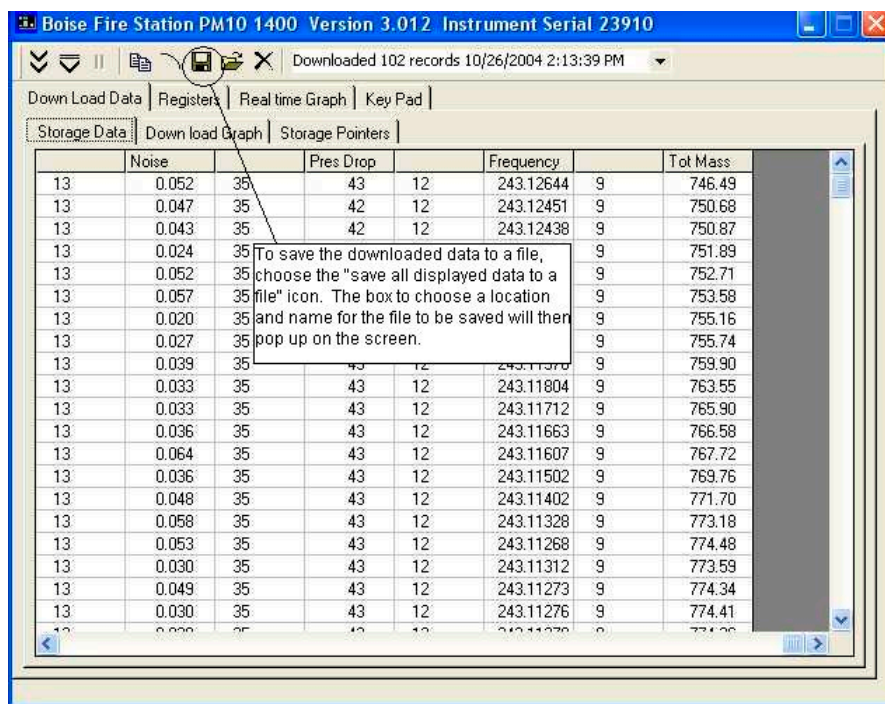 Boise Fire Station PM10 1400 Version 3.012 Instrument Serial 23910
Downloaded 102 records 10/26/2004 2:13:39 PM
Down Load Data Registers Real time Graph Key Pad
Storage Data Down load Graph Storage Pointers
Noise Pres Drop Frequency Tot Mass
13 0.052 35 43 12 243.12644 9 746.49
13 0.047 35 42 12 243.12451 9 750.68
13 0.043 35 42 12 243.12438 9 750.87
13 0.024 35 9 751.89
13 0.052 35 9 752.71
13 0.057 35 9 753.58
13 0.020 35 9 755.16
13 0.027 35 9 755.74
To save the downloaded data to a file,
choose the "save all displayed data to a
file" icon. The box to choose a location
and name for the file to be saved will then
pop up on the screen.
13 0.039 35 9 759.90
13 0.033 35 43 12 243.11804 9 763.55
13 0.033 35 43 12 243.11712 9 765.90
13 0.036 35 43 12 243.11663 9 766.58
13 0.064 35 43 12 243.11607 9 767.72
13 0.036 35 43 12 243.11502 9 769.76
13 0.048 35 43 12 243.11402 9 771.70
13 0.058 35 43 12 243.11328 9 773.18
13 0.053 35 43 12 243.11268 9 774.48
13 0.030 35 43 12 243.11312 9 773.59
13 0.049 35 43 12 243.11273 9 774.34
13 0.030 35 43 12 243.11276 9 774.41